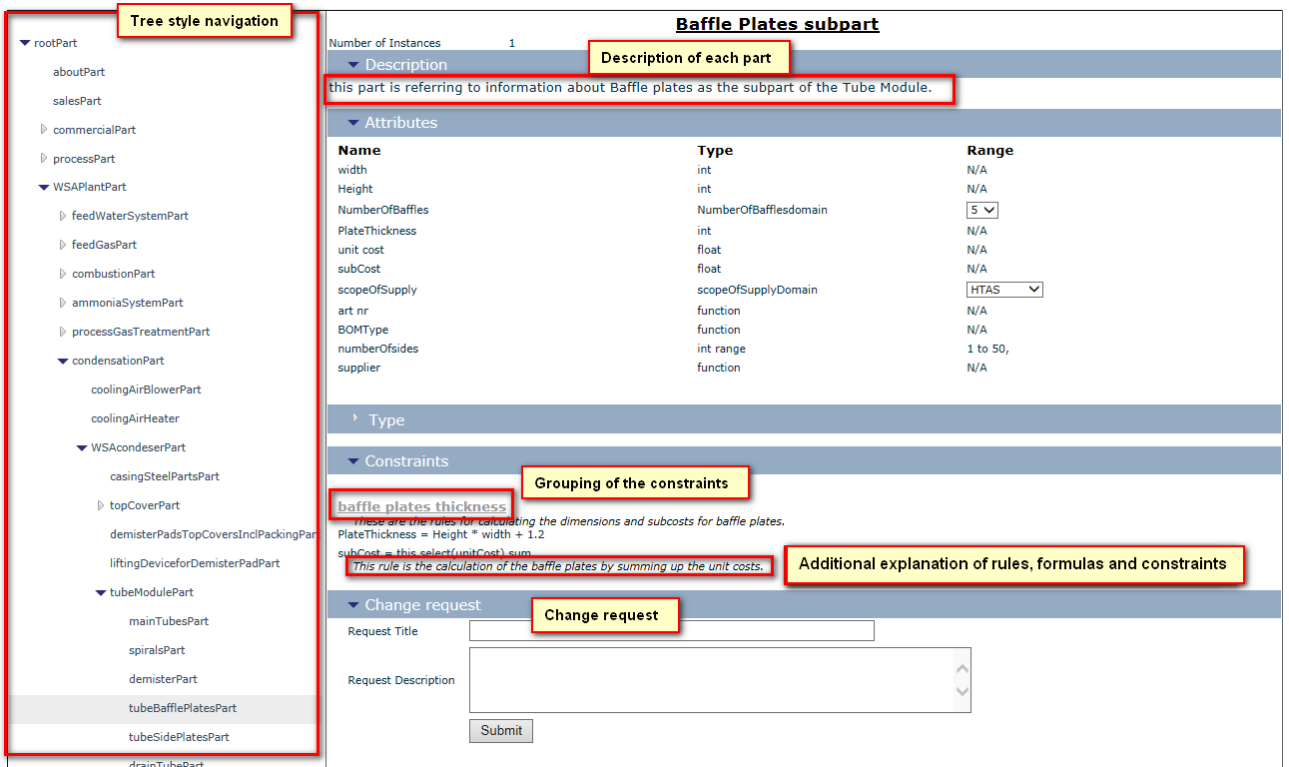 Tree style navigation
rootPart
aboutPart
salesPart
commercialPart
processPart
WSAPlantPart
feedWaterSystemPart
feedGasPart
combustionPart
ammoniaSystemPart
processGasTreatmentPart
condensationPart
coolingAirBlowerPart
coolingAirHeater
WSAcondeserPart
casingSteelPartsPart
topCoverPart
demisterPadsTopCoversInclPackingPar
liftingDeviceforDemisterPadPart
tubeModulePart
mainTubesPart
spiralsPart
demisterPart
tubeBafflePlatesPart
tubeSidePlatesPart
drainTubePart
Baffle Plates subpart
Number of Instances 1
Description
Description of each part
this part is referring to information about Baffle plates as the subpart of the Tube Module.
Attributes
Name Type Range
width int N/A
Height int N/A
NumberOfBaffles NumberOfBafflesdomain 5
PlateThickness int N/A
unit cost float N/A
subCost float N/A
scopeOfSupply scopeOfSupplyDomain HTAS
art nr function N/A
BOMType function N/A
numberOfsides int range 1 to 50,
supplier function N/A
Type
Constraints
Grouping of the constraints
baffle plates thickness
These are the rules for calculating the dimensions and subcosts for baffle plates.
PlateThickness = Height * width + 1.2
subCost = this.select(unitCost).sum
This rule is the calculation of the baffle plates by summing up the unit costs.
Additional explanation of rules, formulas and constraints
Change request
Change request
Request Title
Request Description
Submit